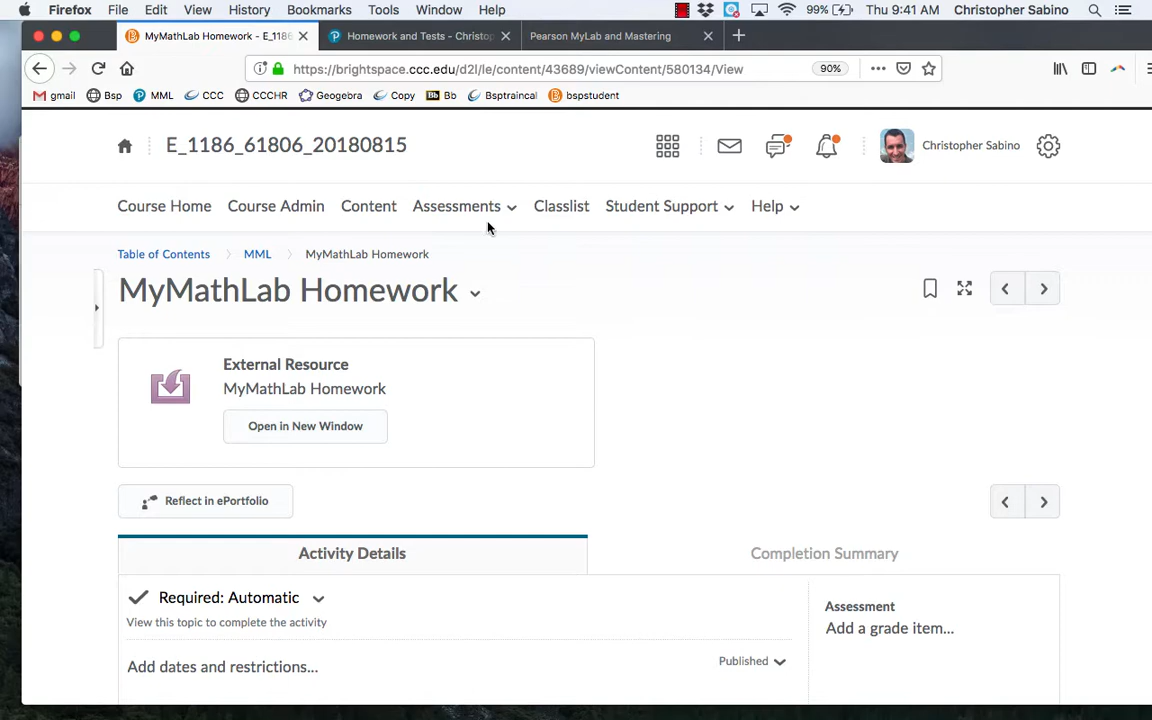 Firefox File Edit View History Bookmarks Tools Window Help 99% Thu 9:41 AM Christopher Sabino
MyMathLab Homework - E_1186 Homework and Tests - Christop Pearson MyLab and Mastering
https://brightspace.ccc.edu/d2l/le/content/43689/viewContent/580134/View 90%
gmail Bsp MML CCC CCCHR Geogebra Copy Bb Bb Bsptraincal bspstudent
E_1186_61806_20180815 Christopher Sabino
Course Home Course Admin Content Assessments Classlist Student Support Help
Table of Contents MML MyMathLab Homework
MyMathLab Homework
External Resource
MyMathLab Homework
Open in New Window
Reflect in ePortfolio
Activity Details Completion Summary
Required: Automatic
View this topic to complete the activity
Assessment
Add a grade item...
Add dates and restrictions... Published